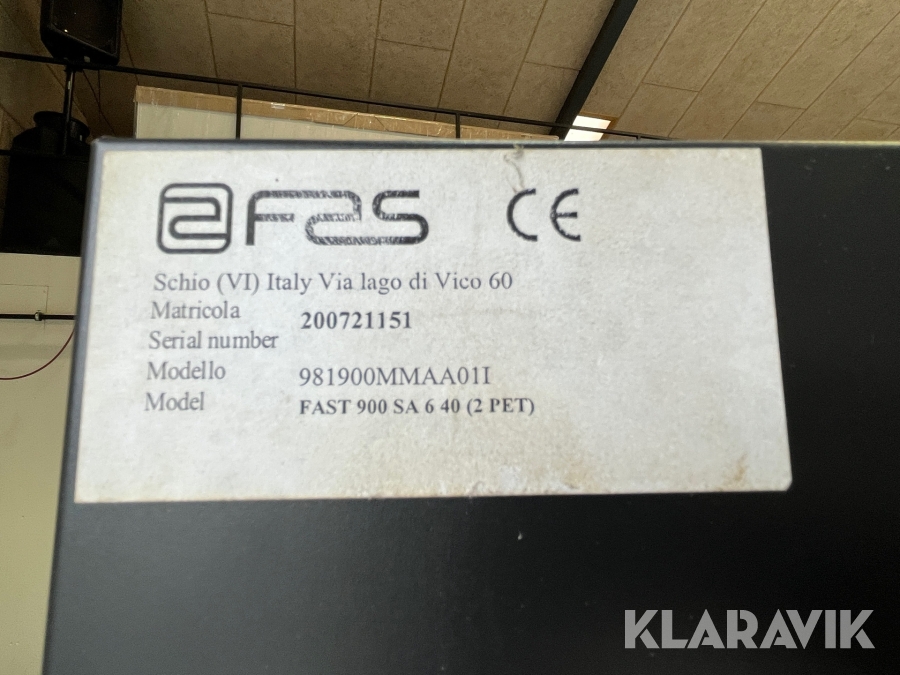 FAS CE
Schio (VI) Italy Via lago di Vico 60
Matricola
Serial number 200721151
Modello 981900MMAA01I
Model FAST 900 SA 6 40 (2 PET)
KLARAVIK